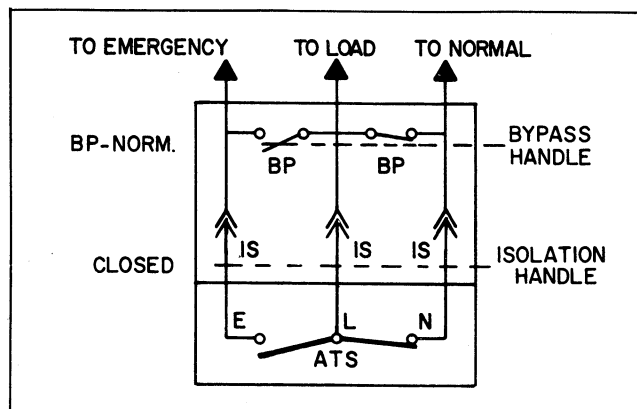 TO EMERGENCY TO LOAD TO NORMAL
BP-NORM.
BP BP
BYPASS
HANDLE
IS IS IS
CLOSED
ISOLATION
HANDLE
E L N
ATS